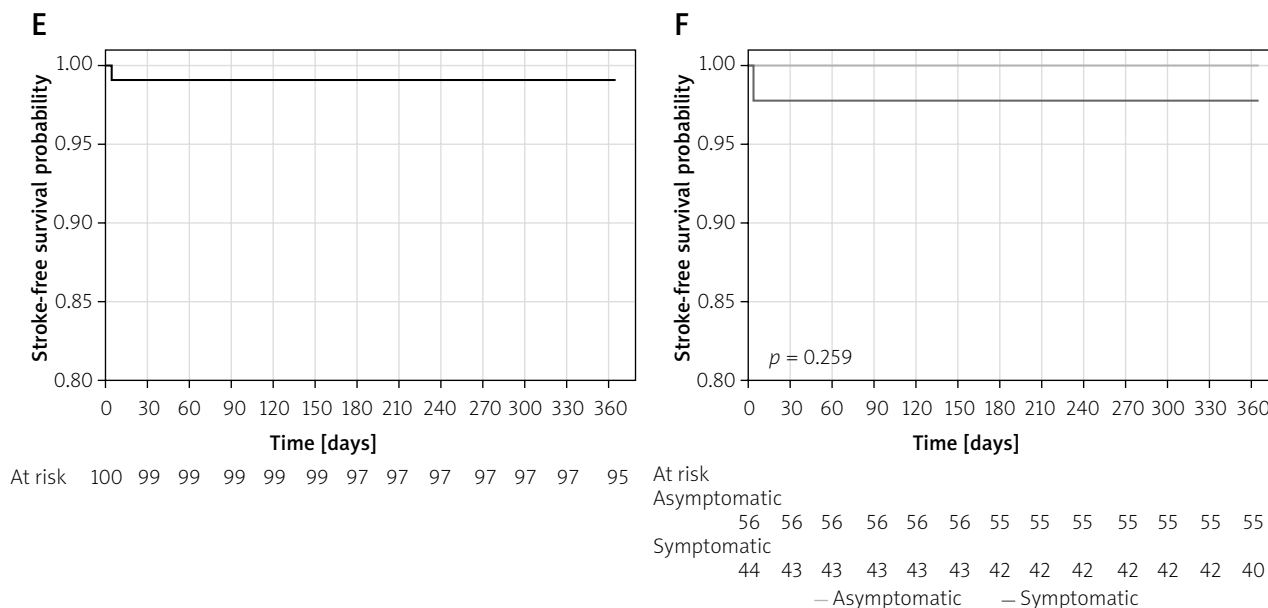 E
Stroke-free survival probability
1.00
0.95
0.90
0.85
0.80
0 30 60 90 120 150 180 210 240 270 300 330 360
Time [days]
At risk 100 99 99 99 99 99 97 97 97 97 97 97 95
F
Stroke-free survival probability
1.00
0.95
0.90
0.85
0.80
p = 0.259
0 30 60 90 120 150 180 210 240 270 300 330 360
Time [days]
At risk
Asymptomatic
56 56 56 56 56 56 55 55 55 55 55 55 55
Symptomatic
44 43 43 43 43 43 42 42 42 42 42 42 40
— Asymptomatic — Symptomatic